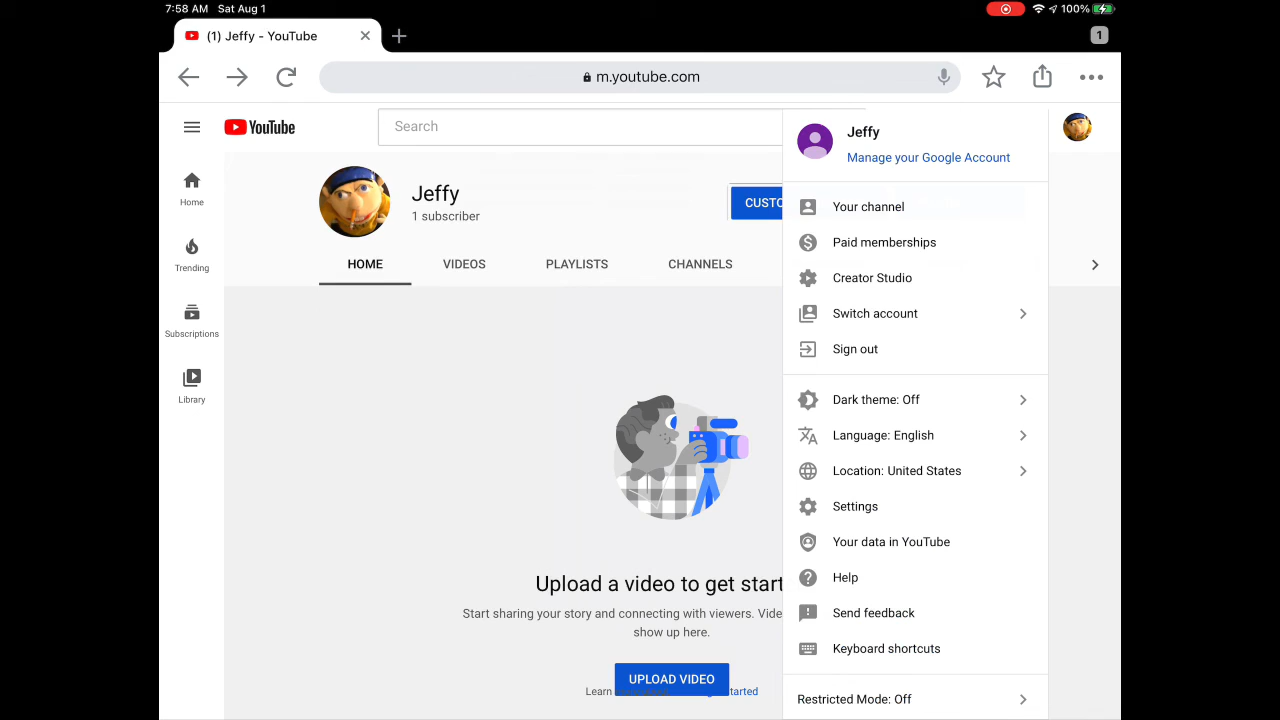 7:58 AM Sat Aug 1
100%
(1) Jeffy - YouTube
1
m.youtube.com
YouTube
Search
Jeffy
Manage your Google Account
Home
Trending
Subscriptions
Library
Jeffy
1 subscriber
CUSTO
HOME VIDEOS PLAYLISTS CHANNELS
Your channel
Paid memberships
Creator Studio
Switch account
Sign out
Dark theme: Off
Language: English
Location: United States
Settings
Your data in YouTube
Help
Send feedback
Keyboard shortcuts
Restricted Mode: Off
Upload a video to get start
Start sharing your story and connecting with viewers. Vide
show up here.
UPLOAD VIDEO
Learn